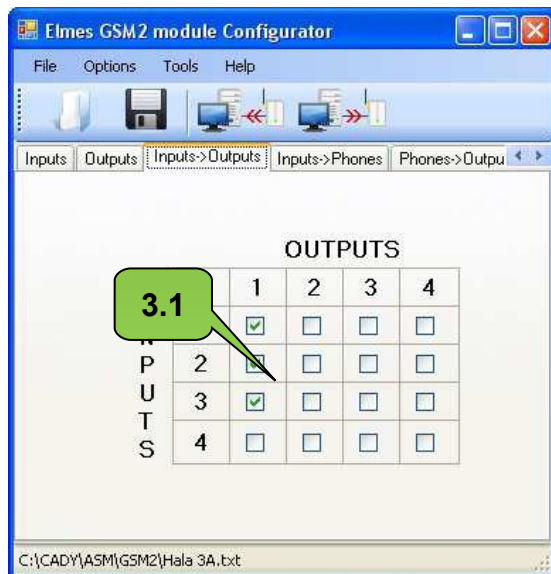 Elmes GSM2 module Configurator
File Options Tools Help
Inputs Outputs Inputs->Outputs Inputs->Phones Phones->Outpu
OUTPUTS
1 2 3 4
3.1
P
U
T
S
2
3
4
C:\CADY\ASM\GSM2\Hala 3A.txt